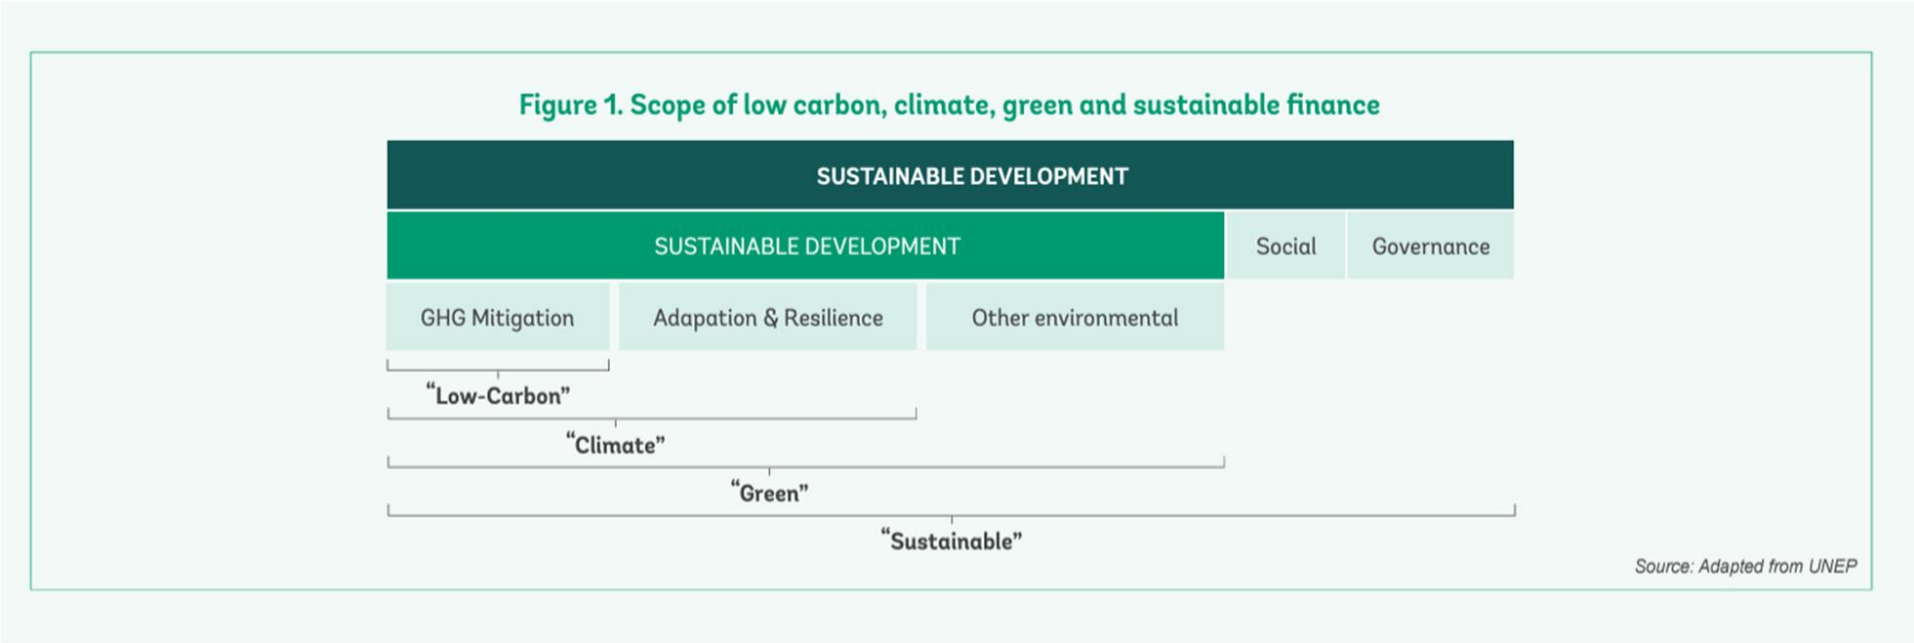 Figure 1. Scope of low carbon, climate, green and sustainable finance
SUSTAINABLE DEVELOPMENT
SUSTAINABLE DEVELOPMENT
Social
Governance
GHG Mitigation
Adapation & Resilience
Other environmental
“Low-Carbon”
“Climate”
“Green”
“Sustainable”
Source: Adapted from UNEP